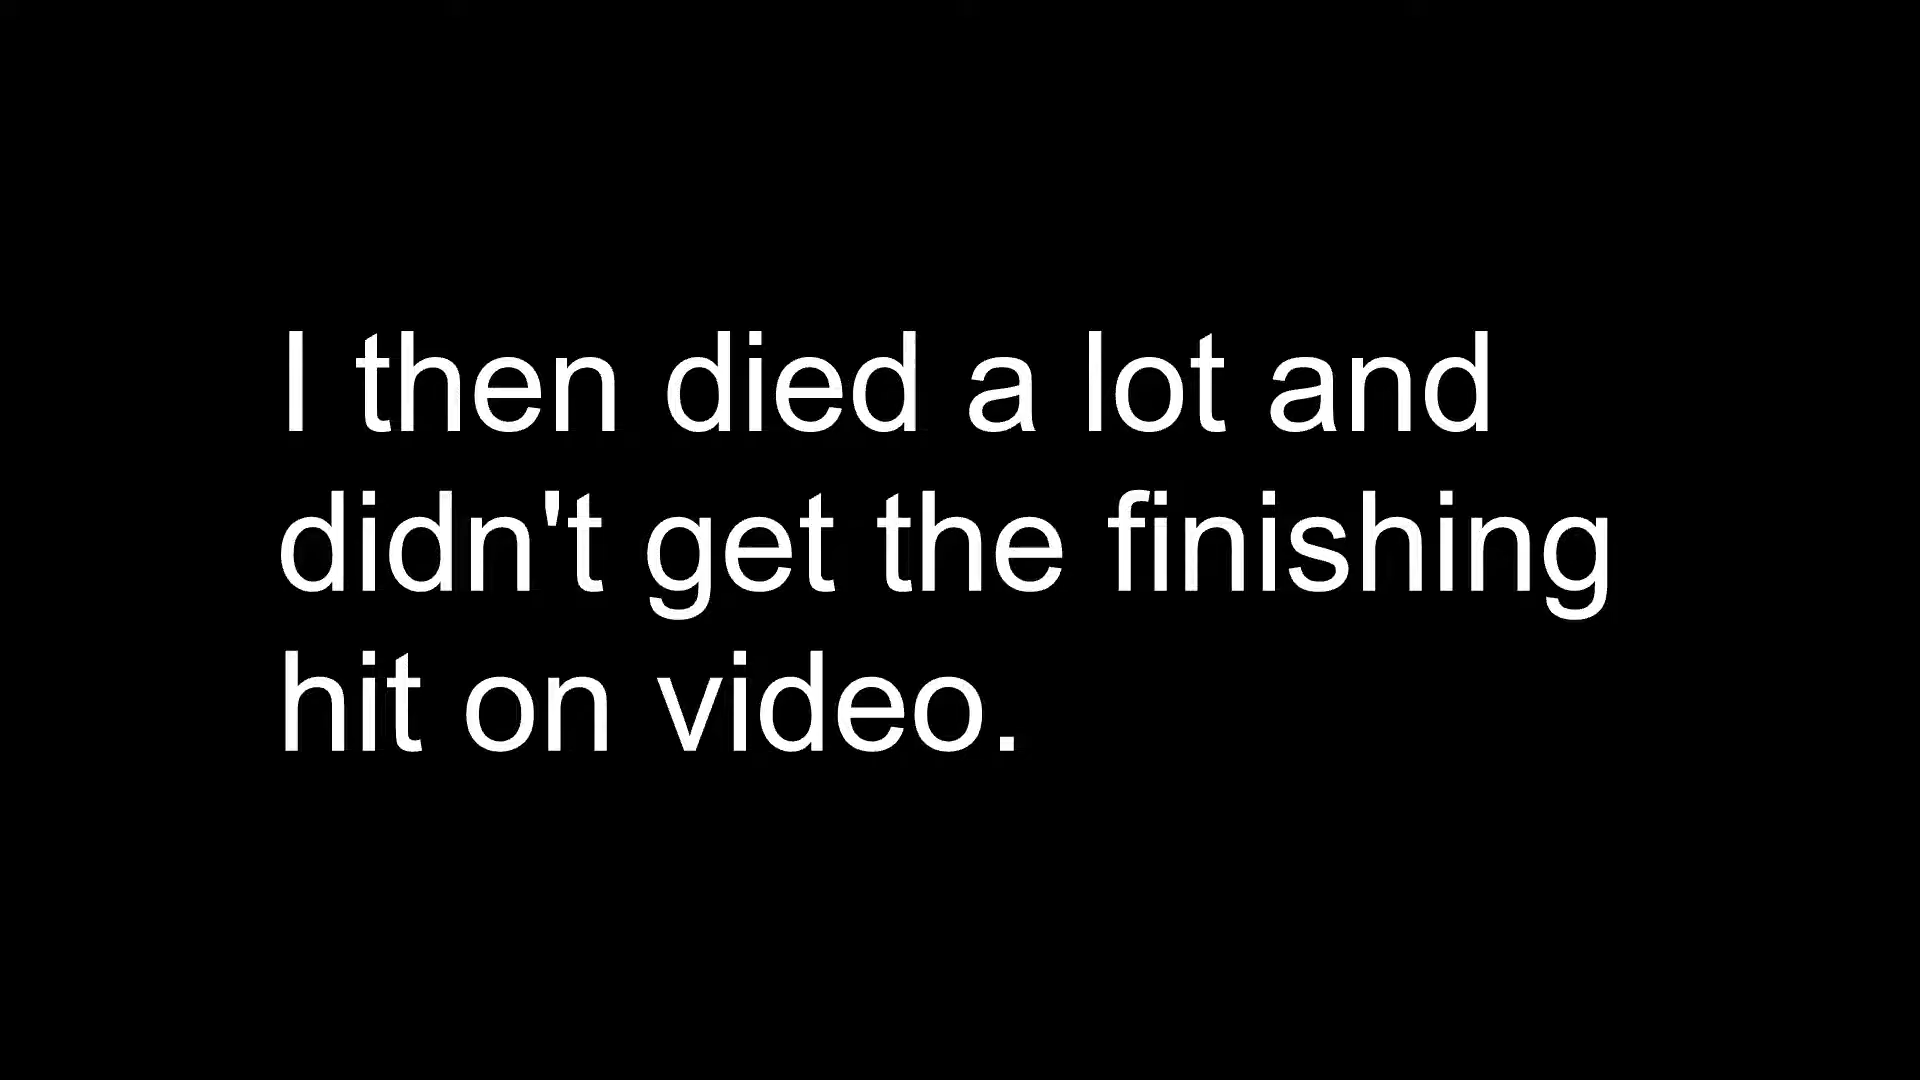 I then died a lot and
didn't get the finishing
hit on video.